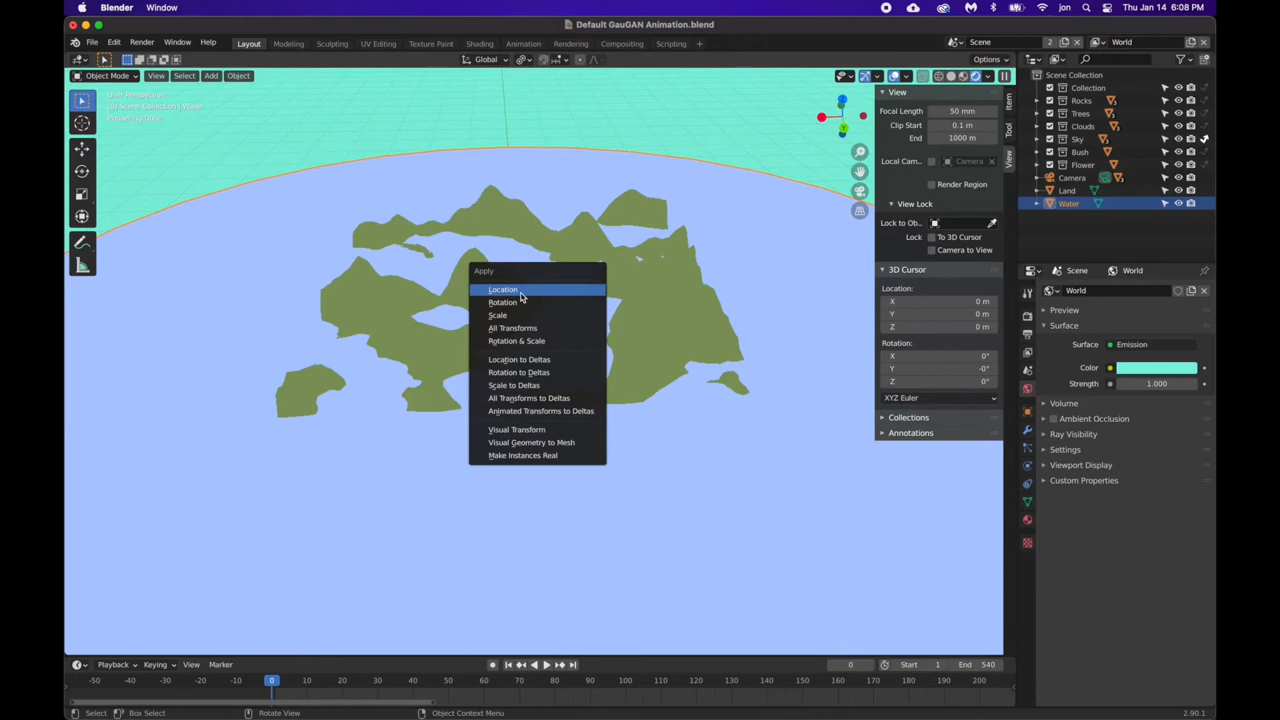 Blender Window jon Thu Jan 14 6:08 PM
Default GauGAN Animation.blend
File Edit Render Window Help Layout Modeling Sculpting UV Editing Texture Paint Shading Animation Rendering Compositing Scripting + Scene 2 World
Global Options
Object Mode View Select Add Object
User Perspective
(0) Scene Collection | Water
Rendering Done
View
Focal Length 50 mm
Clip Start 0.1 m
End 1000 m
Local Cam... Camera
Render Region
View Lock
Lock to Ob...
Lock To 3D Cursor
Camera to View
3D Cursor
Location:
X 0 m
Y 0 m
Z 0 m
Rotation:
X 0°
Y -0°
Z 0°
XYZ Euler
Collections
Annotations
Item
Tool
View
Scene Collection
Collection
Rocks
Trees
Clouds
Sky
Bush
Flower
Camera
Land
Water
Scene World
World
Preview
Surface
Surface Emission
Color
Strength 1.000
Volume
Ambient Occlusion
Ray Visibility
Settings
Viewport Display
Custom Properties
Apply
Location
Rotation
Scale
All Transforms
Rotation & Scale
Location to Deltas
Rotation to Deltas
Scale to Deltas
All Transforms to Deltas
Animated Transforms to Deltas
Visual Transform
Visual Geometry to Mesh
Make Instances Real
Playback Keying View Marker 0 Start 1 End 540
-50 -40 -30 -20 -10 0 10 20 30 40 50 60 70 80 90 100 110 120 130 140 150 160 170 180 190 200
Select Box Select Rotate View Object Context Menu 2.90.1